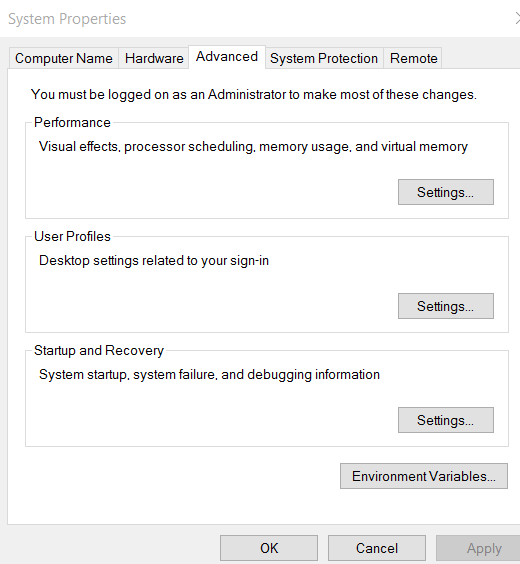 System Properties
Computer Name Hardware Advanced System Protection Remote
You must be logged on as an Administrator to make most of these changes.
Performance
Visual effects, processor scheduling, memory usage, and virtual memory
Settings...
User Profiles
Desktop settings related to your sign-in
Settings...
Startup and Recovery
System startup, system failure, and debugging information
Settings...
Environment Variables...
OK Cancel Apply